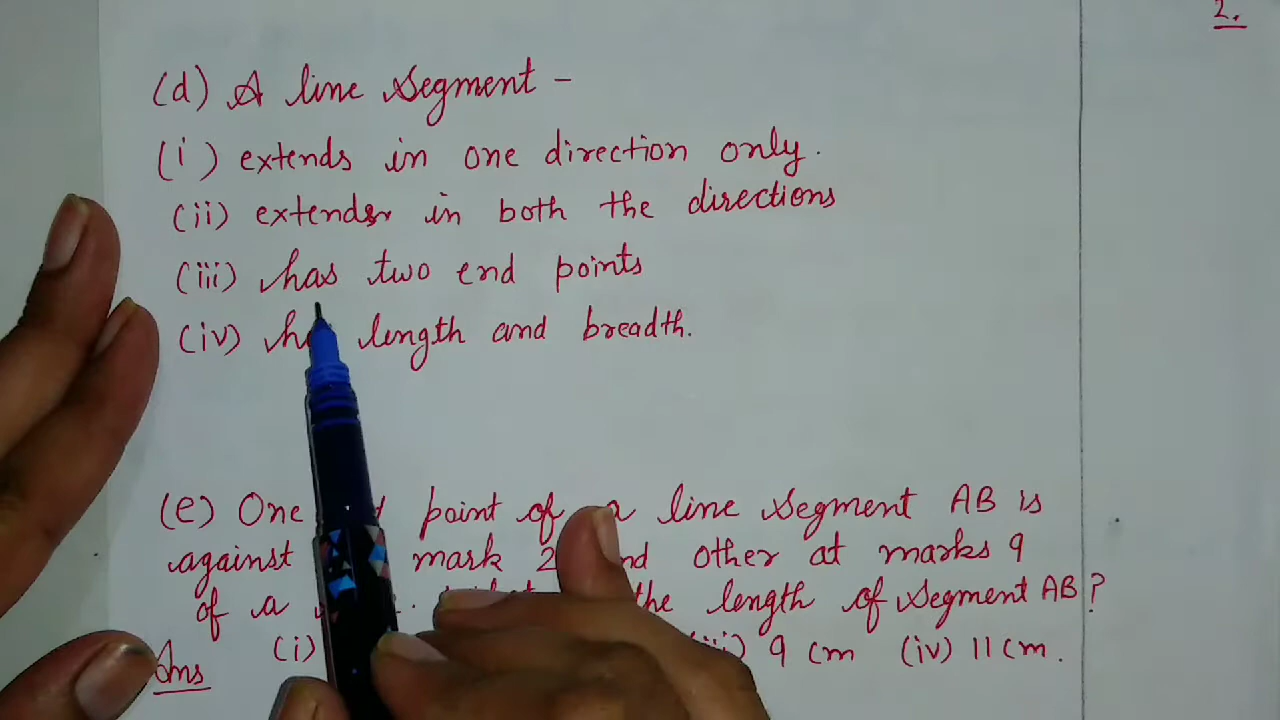 2.
(d) A line segment -
(i) extends in one direction only.
(ii) extends in both the directions
(iii) has two end points
(iv) length and breadth.
(e) One point of a line segment AB is
against mark 2 other at marks 9
of a the length of segment AB?
Ans (i) (iii) 9 cm (iv) 11 cm.